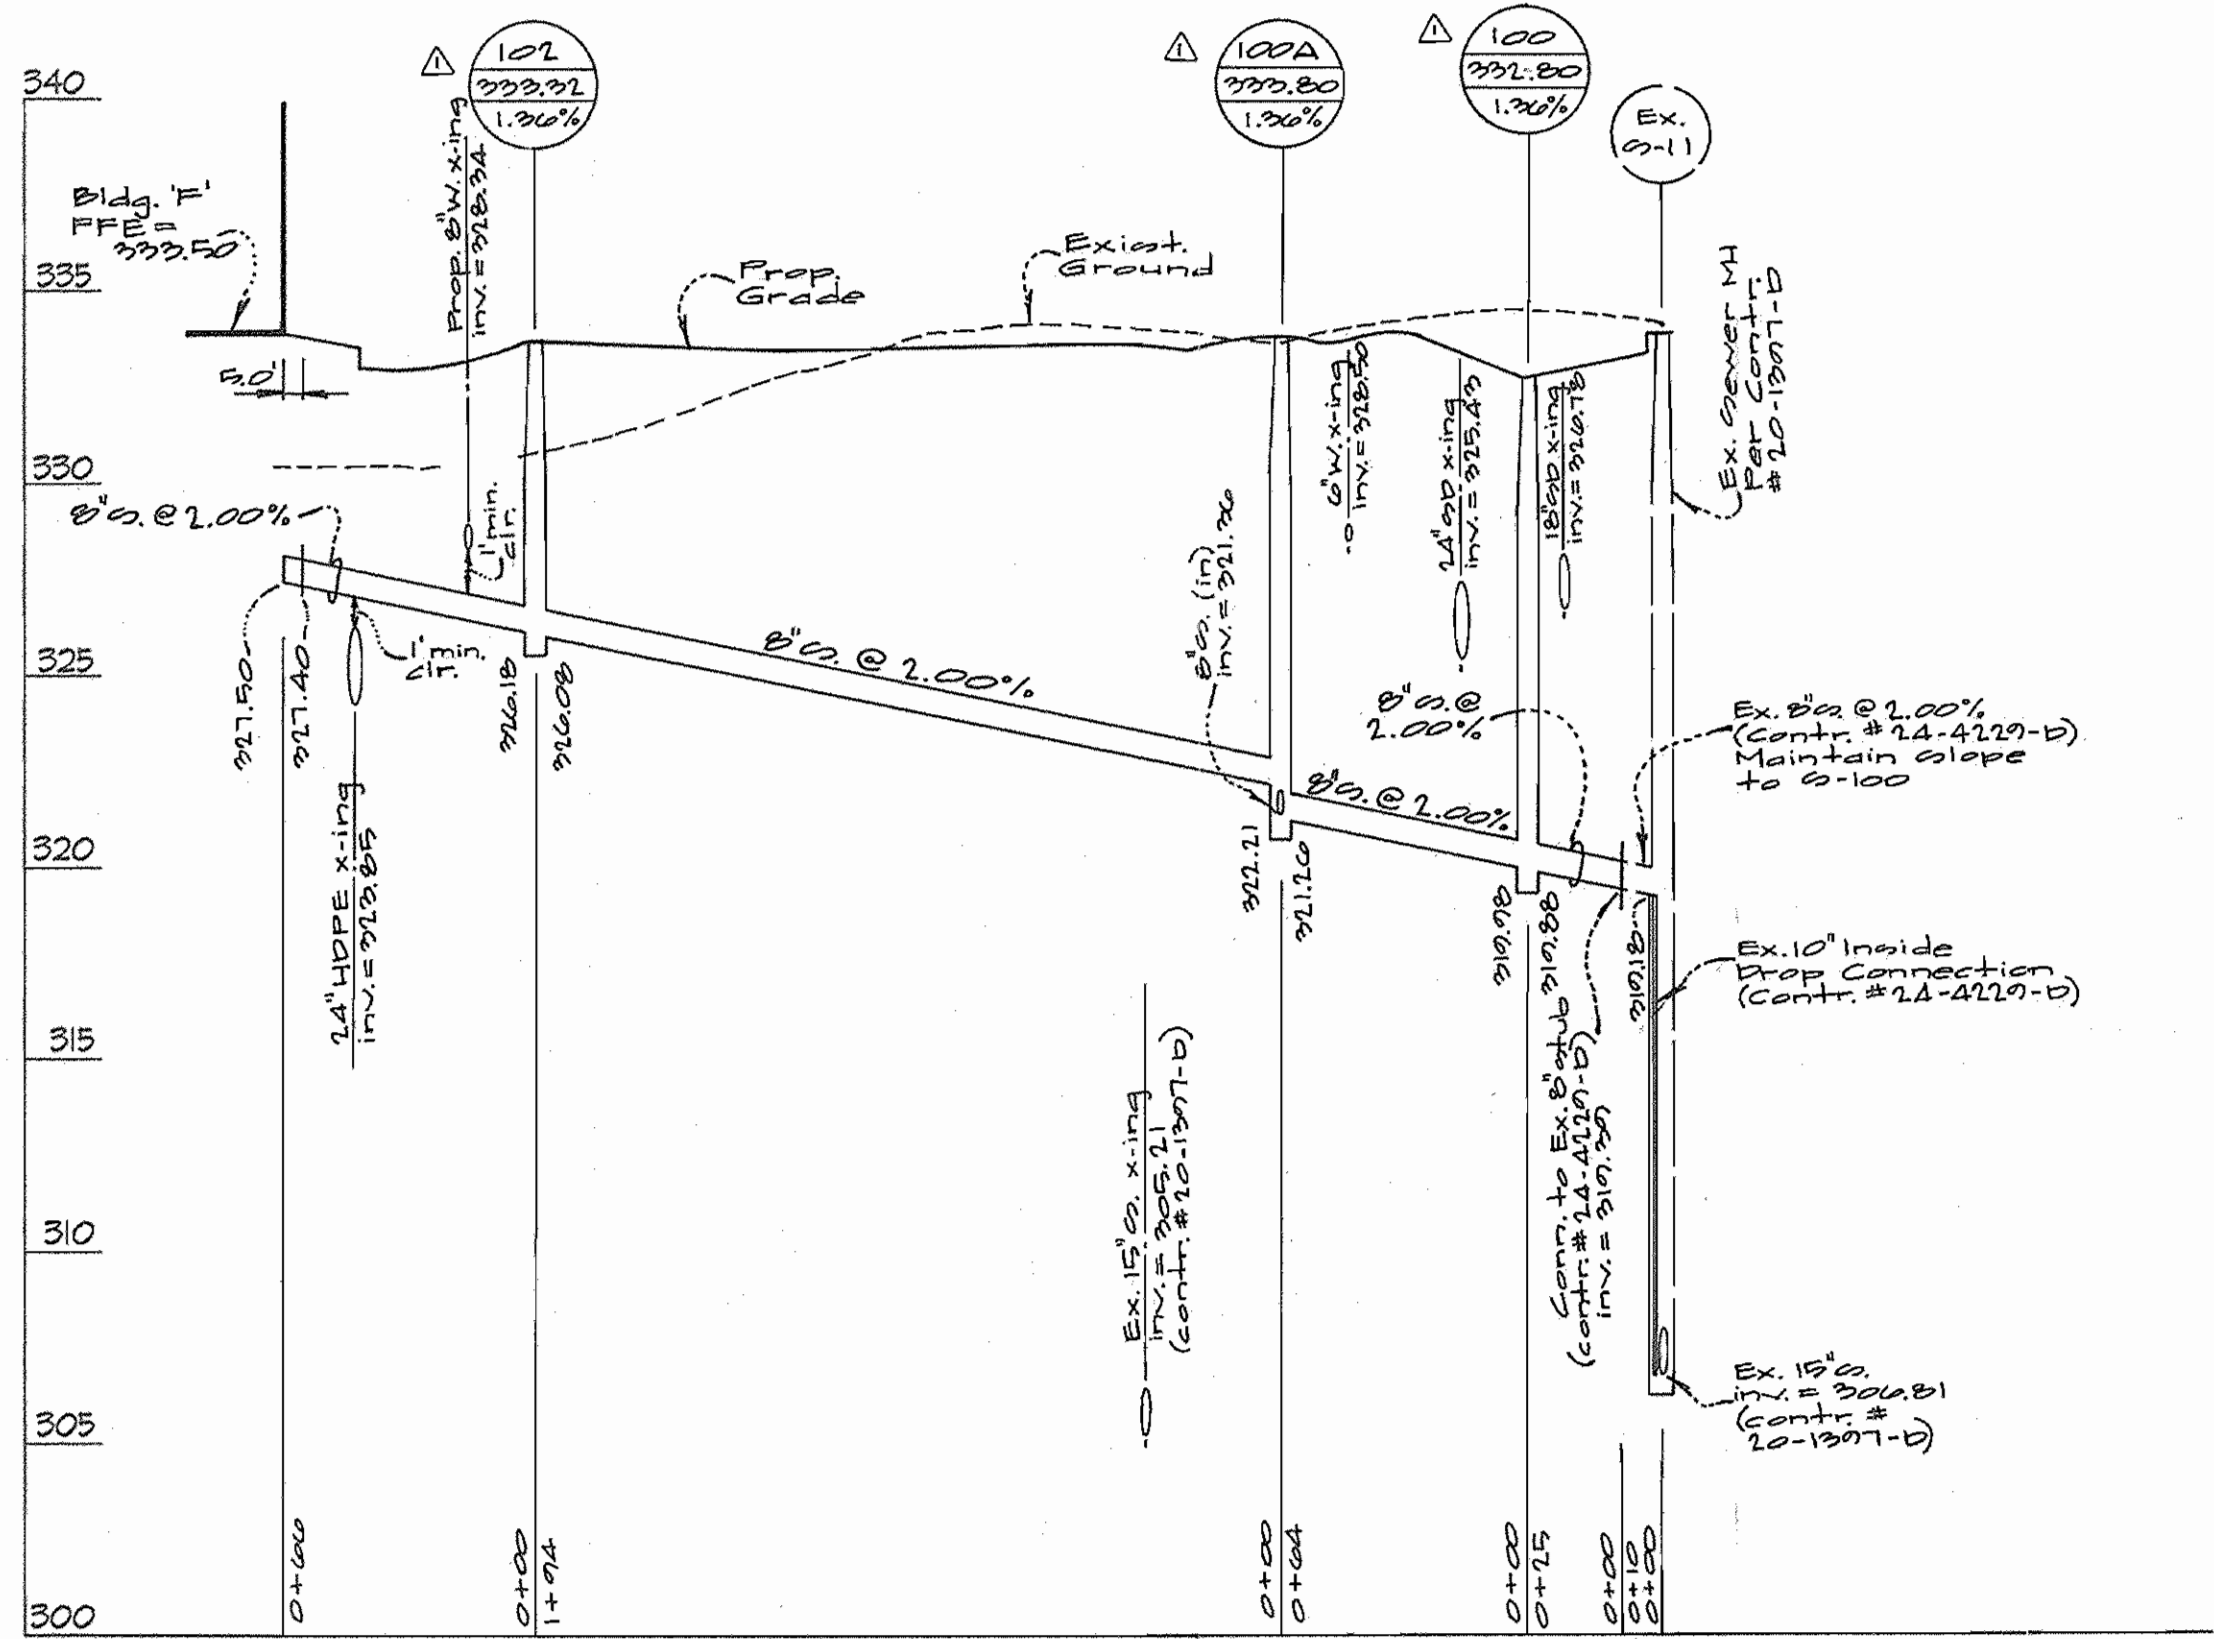 102
333.32
1.36%
100A
333.80
1.36%
100
332.80
1.36%
Ex.
S-11
340
335
330
325
320
315
310
305
300
Bldg. 'F'
FFE =
333.50
5.0'
Prop. 8" W. x-ing
inv. = 328.34
Prop.
Grade
Exist.
Ground
Ex. Sewer MH
Per Contr.
# 20-1397-D
8" S. @ 2.00%
1' min.
clr.
1' min.
clr.
6" W. x-ing
inv. = 328.50
24" SD x-ing
inv. = 325.43
18" SD x-ing
inv. = 326.78
8" S. (in)
inv. = 321.36
8" S. @ 2.00%
8" S. @ 2.00%
8" S. @
2.00%
Ex. 8" S. @ 2.00%
(Contr. # 24-4229-D)
Maintain Slope
to S-100
327.50
327.40
326.18
326.08
322.21
321.26
319.98
319.88
319.18
24" HDPE x-ing
inv. = 323.85
Ex. 10" Inside
Drop Connection
(Contr. # 24-4229-D)
Ex. 15" S. x-ing
inv. = 305.21
(contr. # 20-1397-D)
Conn. to Ex. 8" stub
(contr. # 24-4229-D)
inv. = 319.39
Ex. 15" S.
inv. = 306.81
(contr. #
20-1397-D)
0+66
0+00
1+94
0+00
0+64
0+00
0+25
0+00
0+10
0+00